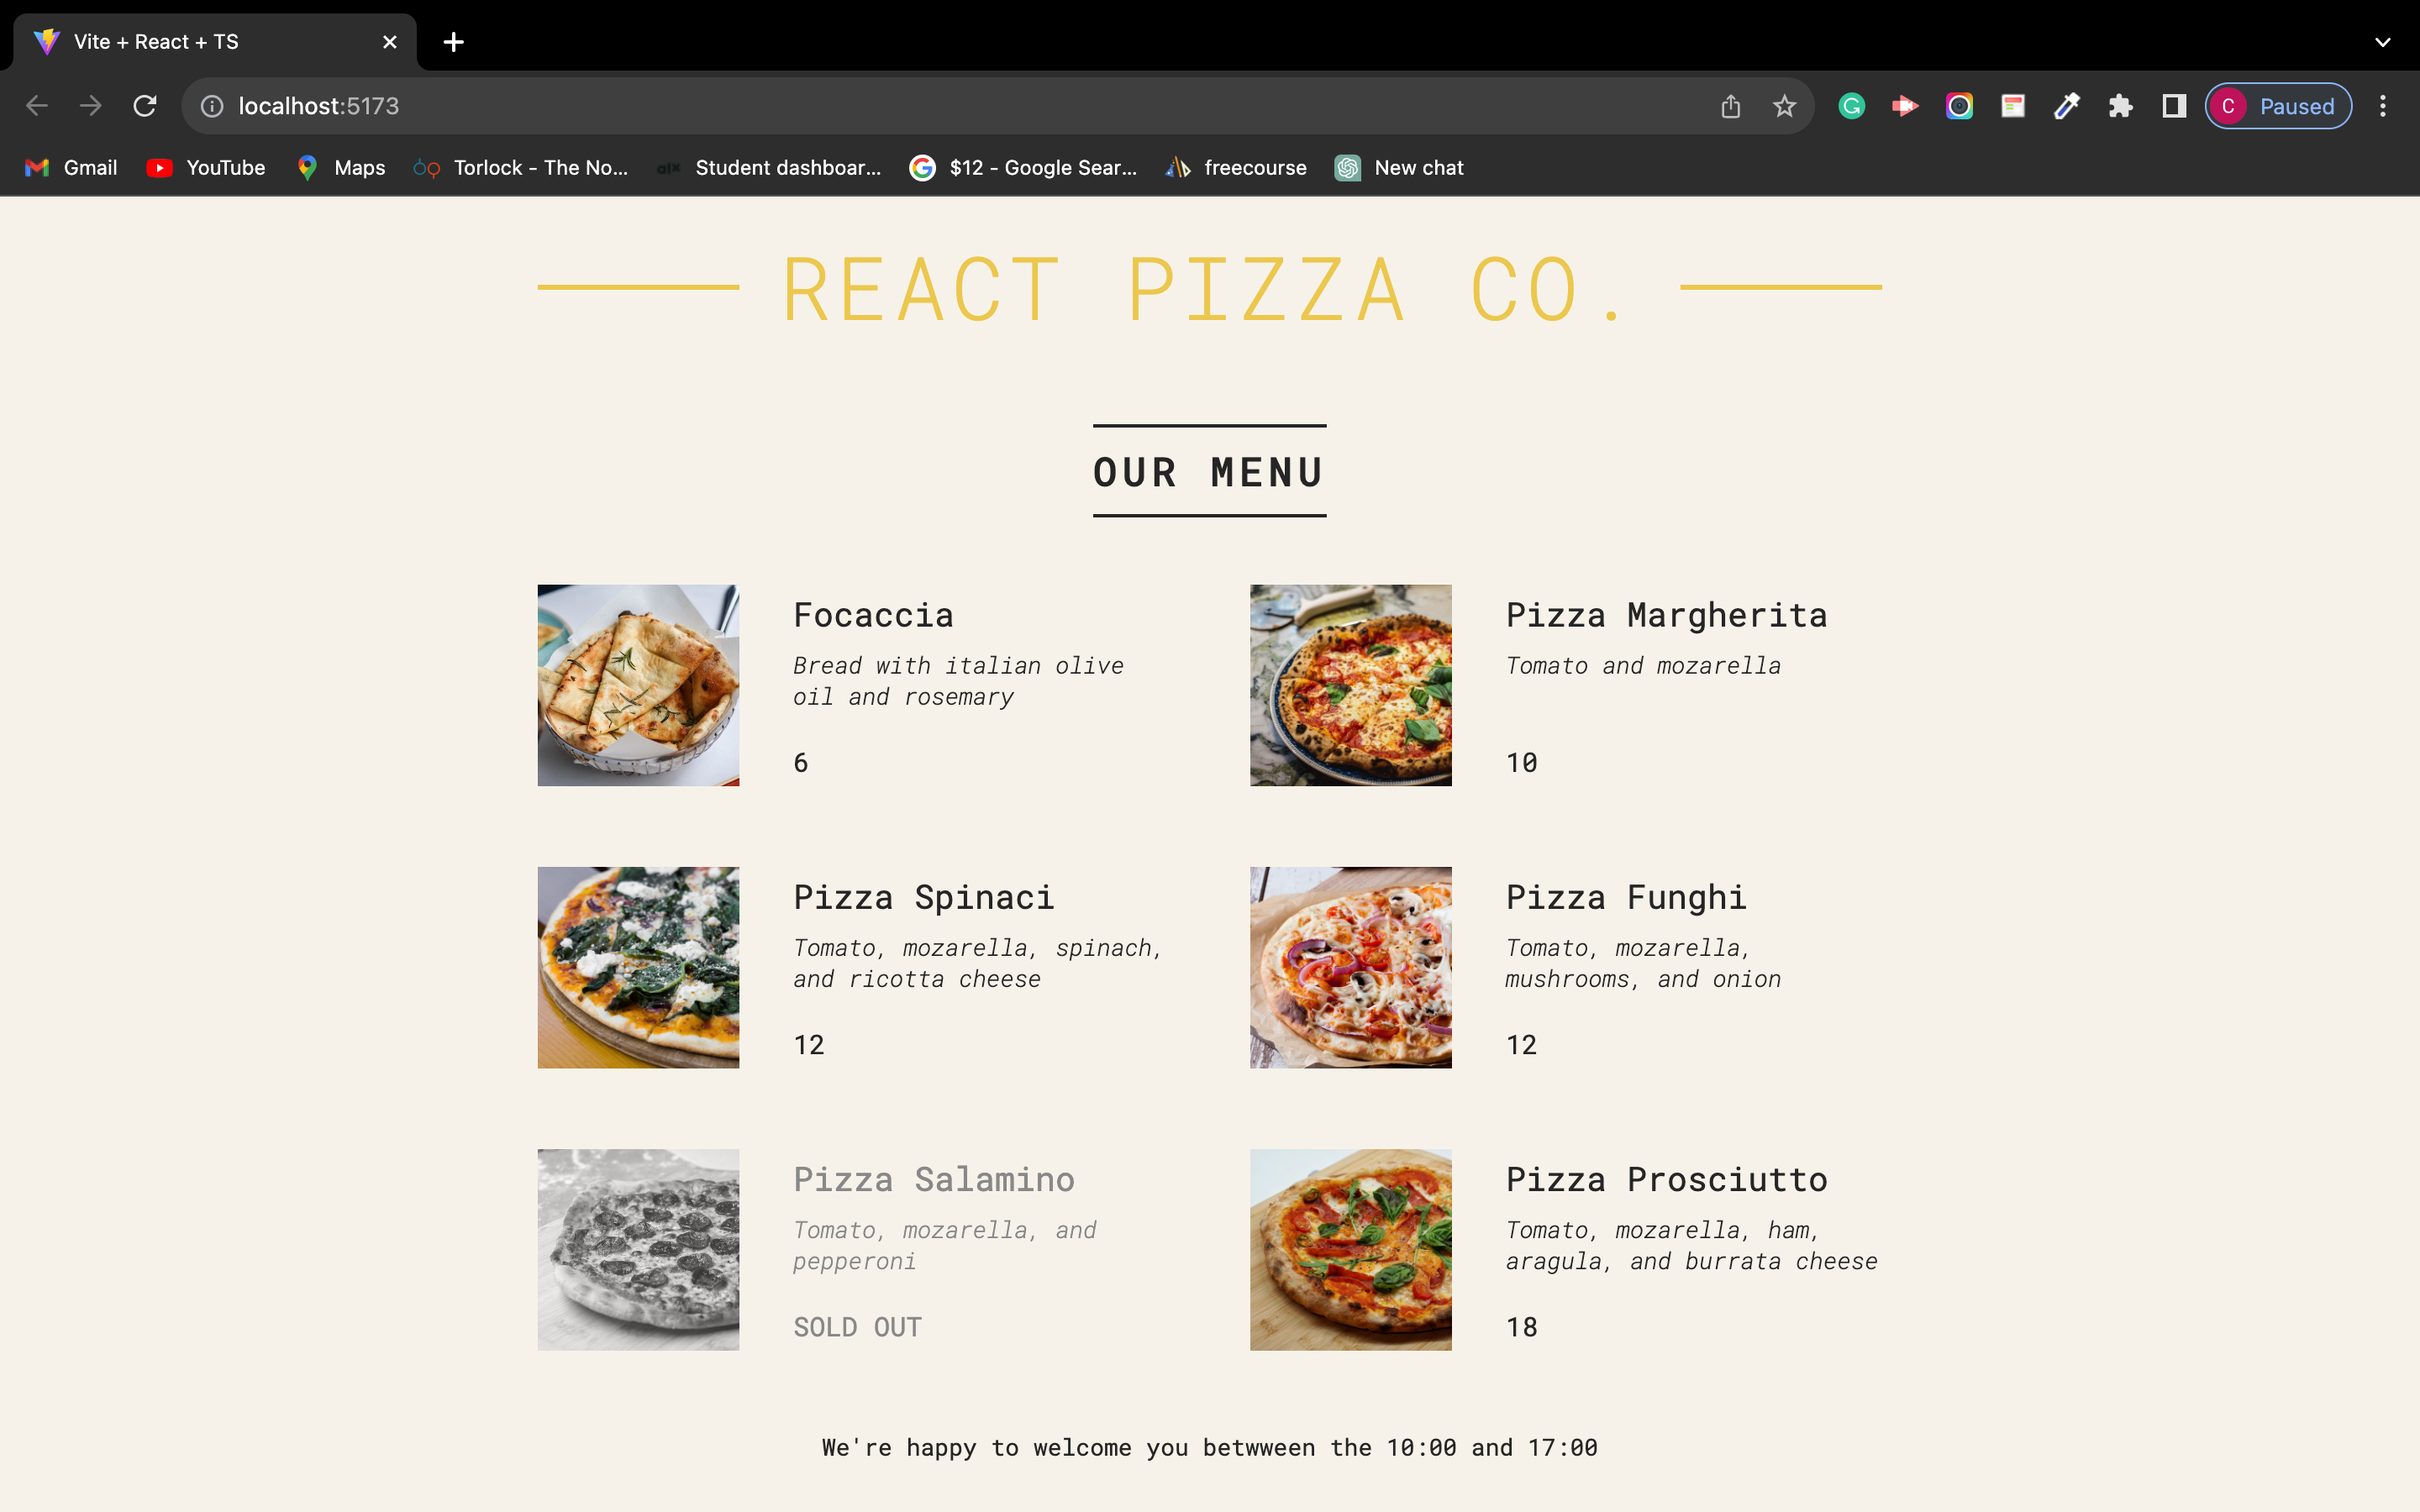 Vite + React + TS
localhost:5173
C Paused
Gmail YouTube Maps Torlock - The No... alx Student dashboar... $12 - Google Sear... freecourse New chat
REACT PIZZA CO.
OUR MENU
Focaccia
Bread with italian olive
oil and rosemary
6
Pizza Margherita
Tomato and mozarella
10
Pizza Spinaci
Tomato, mozarella, spinach,
and ricotta cheese
12
Pizza Funghi
Tomato, mozarella,
mushrooms, and onion
12
Pizza Salamino
Tomato, mozarella, and
pepperoni
SOLD OUT
Pizza Prosciutto
Tomato, mozarella, ham,
aragula, and burrata cheese
18
We're happy to welcome you betwween the 10:00 and 17:00